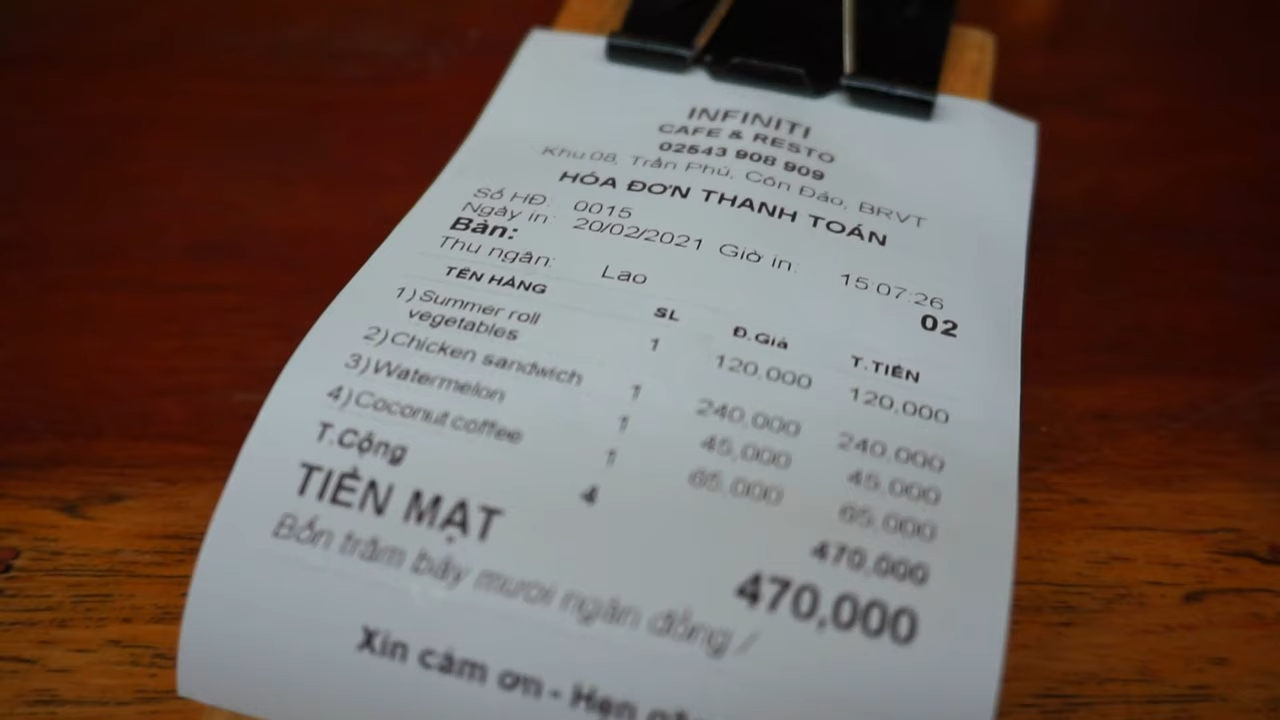 INFINITI
CAFE & RESTO
02543 908 909
Khu 08, Trần Phú, Côn Đảo, BRVT
HÓA ĐƠN THANH TOÁN
Số HĐ: 0015
Ngày in: 20/02/2021 Giờ in: 15:07:26
Bàn: 02
Thu ngân: Lao
TÊN HÀNG SL Đ.Giá T.TIỀN
1) Summer roll vegetables 1 120,000 120,000
2) Chicken sandwich 1 240,000 240,000
3) Watermelon 1 45,000 45,000
4) Coconut coffee 1 65,000 65,000
T.Cộng 4 470,000
TIỀN MẶT 470,000
Bốn trăm bảy mươi ngàn đồng /
Xin cảm ơn - Hẹn